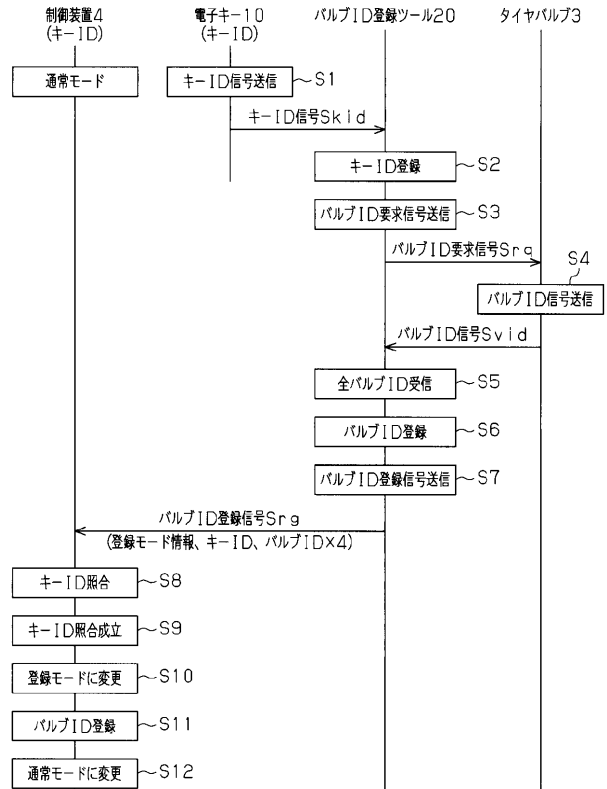 制御装置4
(キーID)
電子キー10
(キーID)
バルブID登録ツール20
タイヤバルブ3
通常モード
キーID信号送信
S1
キーID信号Skid
キーID登録
S2
バルブID要求信号送信
S3
バルブID要求信号Srq
S4
バルブID信号送信
バルブID信号Svid
全バルブID受信
S5
バルブID登録
S6
バルブID登録信号送信
S7
バルブID登録信号Srg
(登録モード情報、キーID、バルブID×4)
キーID照合
S8
キーID照合成立
S9
登録モードに変更
S10
バルブID登録
S11
通常モードに変更
S12